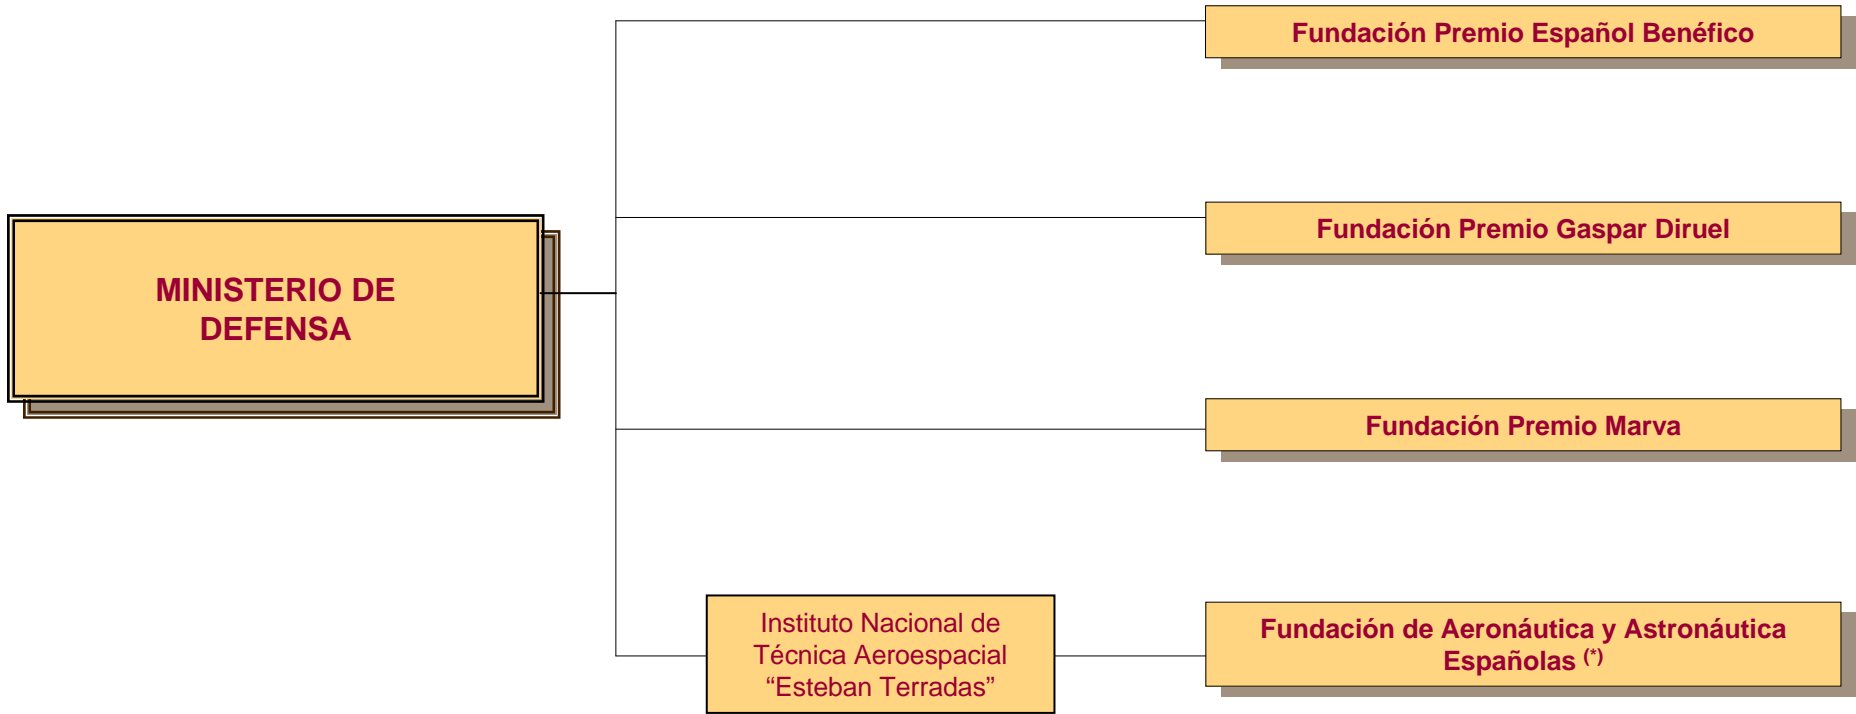 Fundación Premio Español Benéfico
Fundación Premio Gaspar Diruel
MINISTERIO DE
DEFENSA
Fundación Premio Marva
Instituto Nacional de
Técnica Aeroespacial
“Esteban Terradas”
Fundación de Aeronáutica y Astronáutica
Españolas (*)